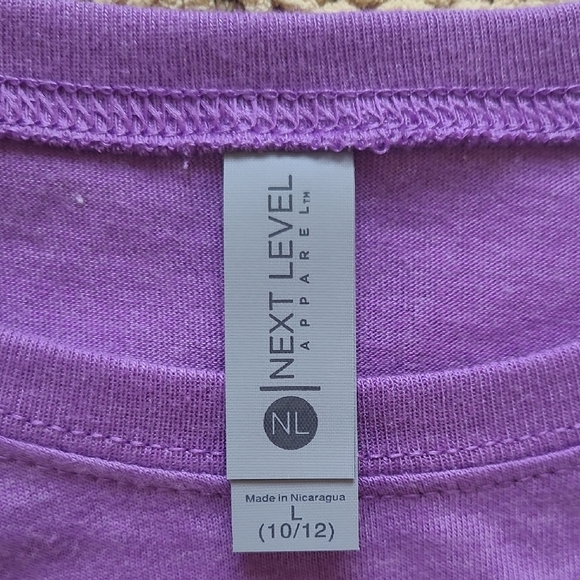 NEXT LEVEL
APPAREL™
NL
Made in Nicaragua
L
(10/12)